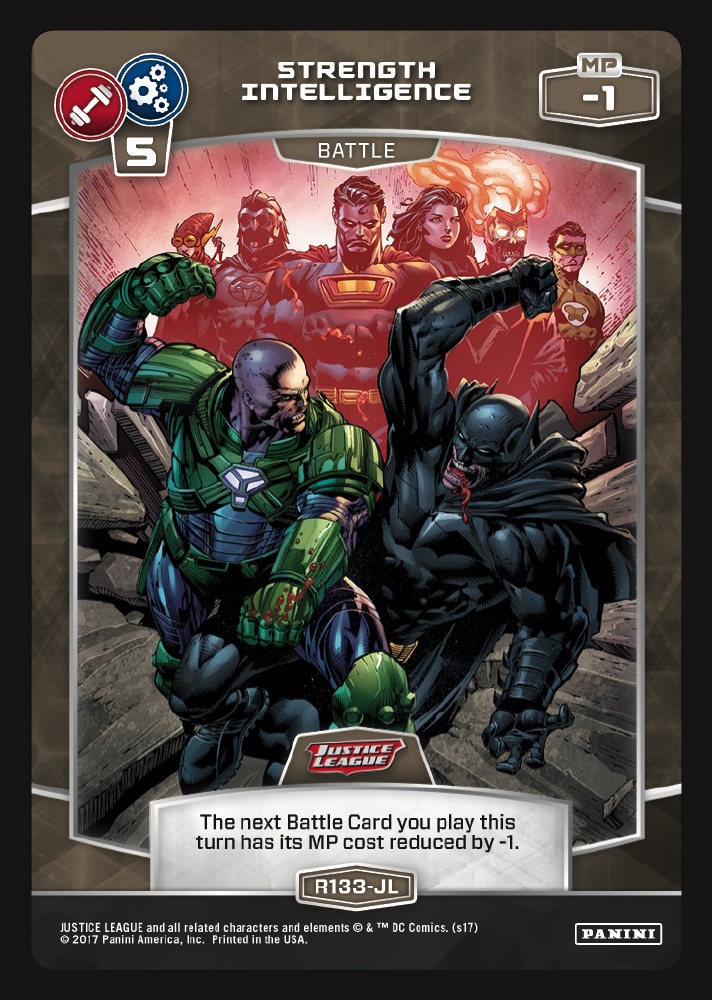 STRENGTH
INTELLIGENCE
MP
-1
5
BATTLE
JUSTICE
LEAGUE
The next Battle Card you play this
turn has its MP cost reduced by -1.
R133-JL
JUSTICE LEAGUE and all related characters and elements © & ™ DC Comics. (s17)
© 2017 Panini America, Inc. Printed in the USA.
PANINI